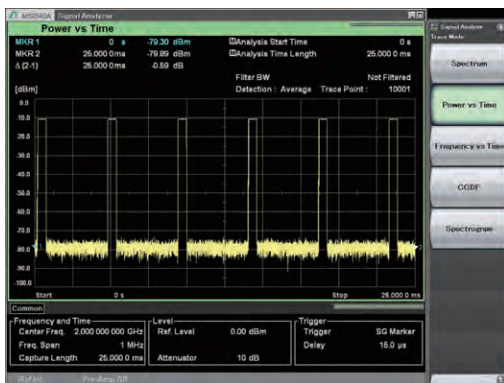 MS2840A Signal Analyzer
Power vs Time
MKR 1 0 s -79.30 dBm Analysis Start Time 0 s
MKR 2 25.000 0ms -79.89 dBm Analysis Time Length 25.000 0 ms
Δ (2-1) 25.000 0ms -0.59 dB
Filter BW Not Filtered
[dBm] Detection : Average Trace Point : 10001
0.0
-10.0
-20.0
-30.0
-40.0
-50.0
-60.0
-70.0
-80.0
-90.0
-100.0
Start 0 s Stop 25.000 0 ms
Common
Frequency and Time
Center Freq. 2.000 000 000 GHz
Freq. Span 1 MHz
Capture Length 25.000 0 ms
Level
Ref. Level 0.00 dBm
Attenuator 10 dB
Trigger
Trigger SG Marker
Delay 15.0 µs
Ref.Int Pre-Amp Off
Signal Analyzer
Trace Mode
Spectrum
Power vs Time
Frequency vs Time
CCDF
Spectrogram